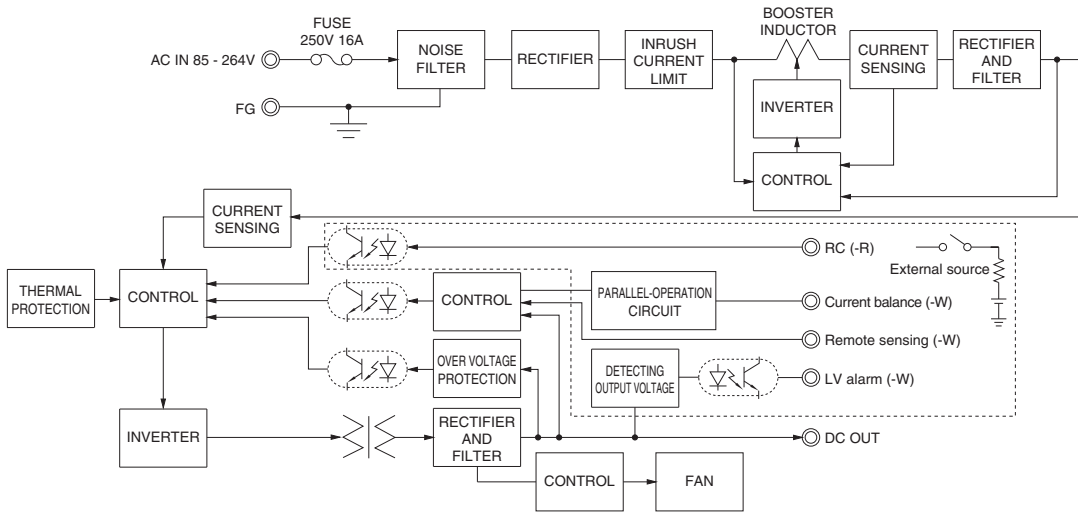 FUSE
250V 16A
AC IN 85 - 264V
NOISE
FILTER
RECTIFIER
INRUSH
CURRENT
LIMIT
BOOSTER
INDUCTOR
CURRENT
SENSING
RECTIFIER
AND
FILTER
FG
INVERTER
CONTROL
CURRENT
SENSING
RC (-R)
External source
THERMAL
PROTECTION
CONTROL
CONTROL
PARALLEL-OPERATION
CIRCUIT
Current balance (-W)
Remote sensing (-W)
OVER VOLTAGE
PROTECTION
DETECTING
OUTPUT VOLTAGE
LV alarm (-W)
INVERTER
RECTIFIER
AND
FILTER
DC OUT
CONTROL
FAN